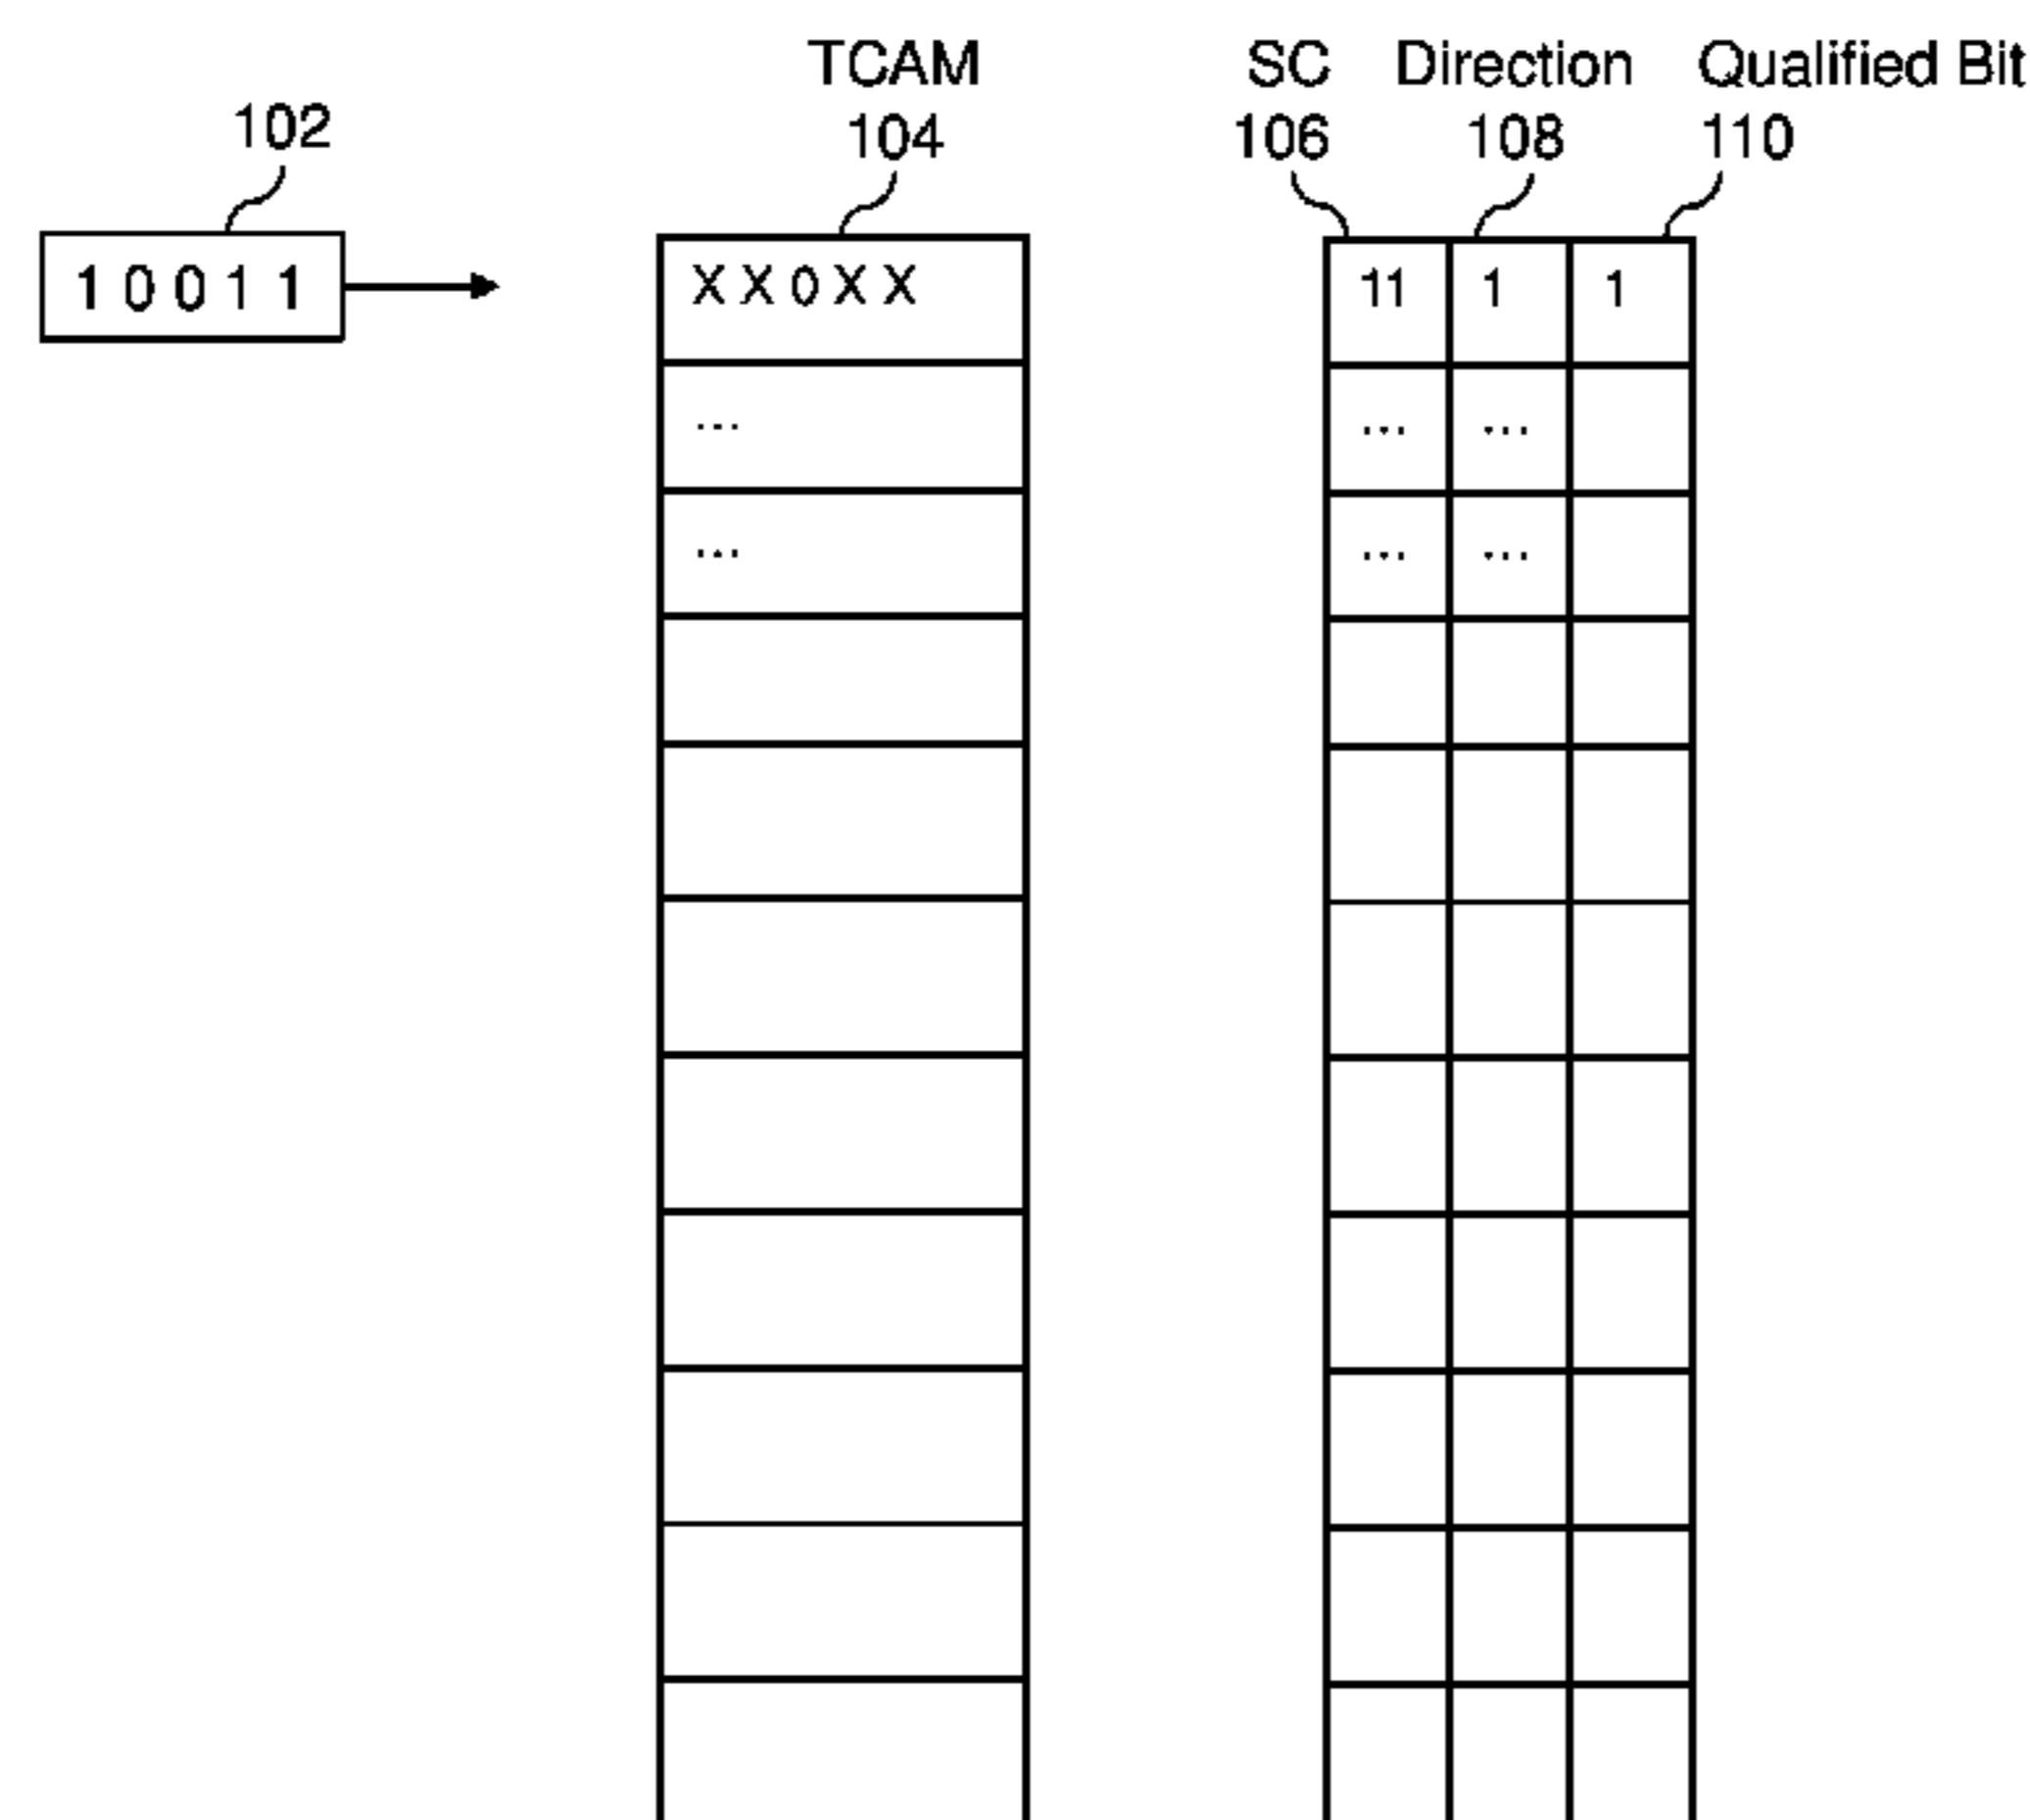 TCAM SC Direction Qualified Bit
102 104 106 108 110
1 0 0 1 1 X X 0 X X 11 1 1
... ... ...
... ... ...